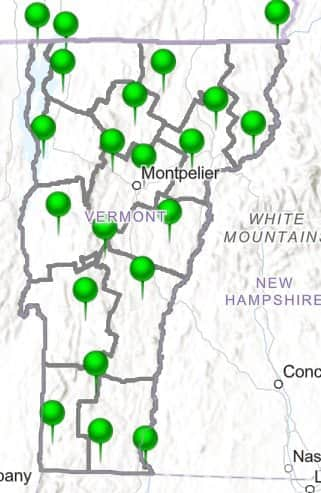 Montpelier
VERMONT
WHITE
MOUNTAINS
NEW
HAMPSHIRE
Conc
Nas
bany
L